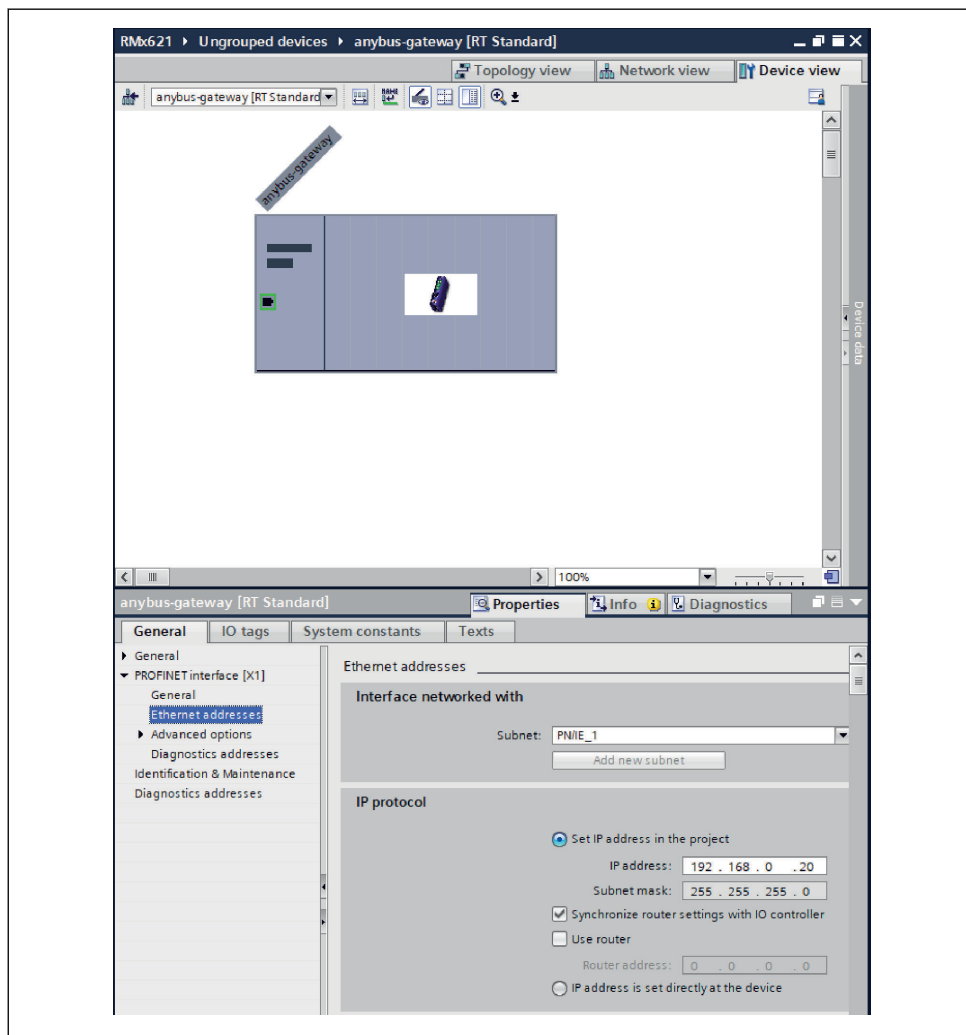 RMx621 ▸ Ungrouped devices ▸ anybus-gateway [RT Standard]
Topology view Network view Device view
anybus-gateway [RT Standard
anybus-gateway
Device data
100%
anybus-gateway [RT Standard]
Properties Info Diagnostics
General IO tags System constants Texts
General
PROFINET interface [X1]
General
Ethernet addresses
Advanced options
Diagnostics addresses
Identification & Maintenance
Diagnostics addresses
Ethernet addresses
Interface networked with
Subnet: PN/IE_1
Add new subnet
IP protocol
Set IP address in the project
IP address: 192 . 168 . 0 . 20
Subnet mask: 255 . 255 . 255 . 0
Synchronize router settings with IO controller
Use router
Router address: 0 . 0 . 0 . 0
IP address is set directly at the device